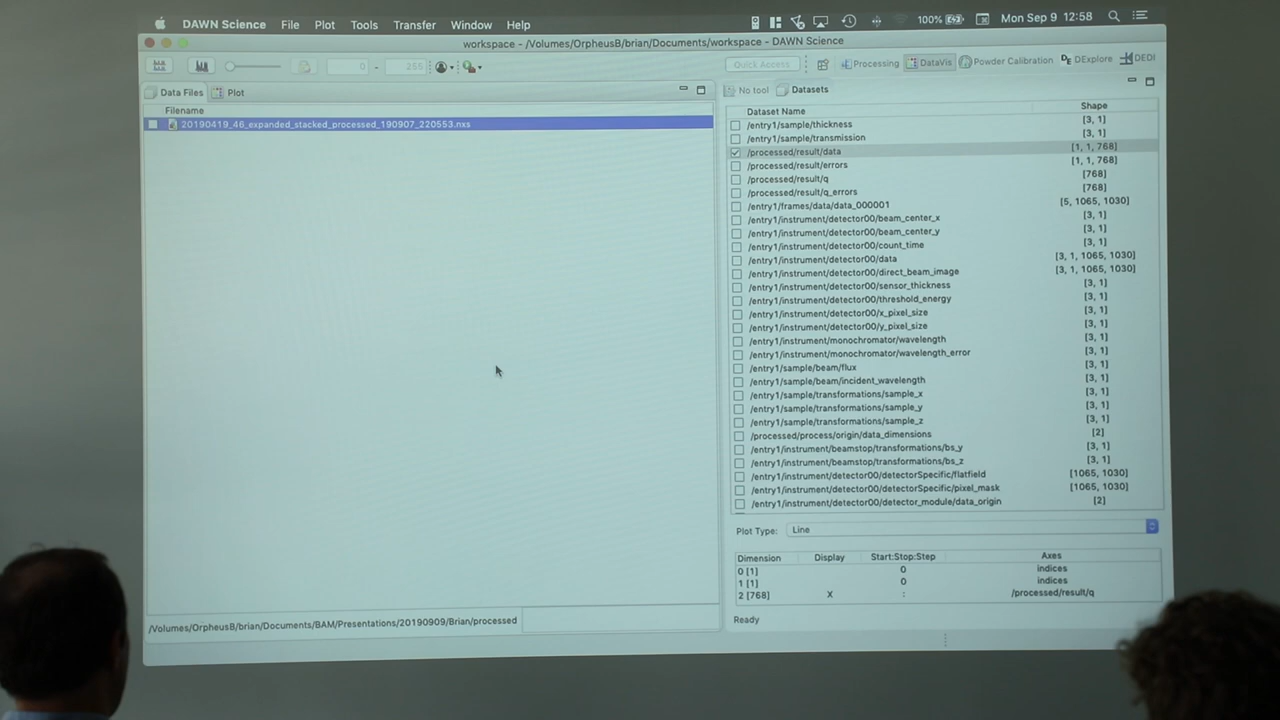 DAWN Science File Plot Tools Transfer Window Help 100% Mon Sep 9 12:58
workspace - /Volumes/OrpheusB/brian/Documents/workspace - DAWN Science
0 - 255 Quick Access Processing DataVis Powder Calibration DExplore DEDI
Data Files Plot
Filename
20190419_46_expanded_stacked_processed_190907_220553.nxs
/Volumes/OrpheusB/brian/Documents/BAM/Presentations/20190909/Brian/processed
No tool Datasets
Dataset Name Shape
/entry1/sample/thickness [3, 1]
/entry1/sample/transmission [3, 1]
/processed/result/data [1, 1, 768]
/processed/result/errors [1, 1, 768]
/processed/result/q [768]
/processed/result/q_errors [768]
/entry1/frames/data/data_000001 [5, 1065, 1030]
/entry1/instrument/detector00/beam_center_x [3, 1]
/entry1/instrument/detector00/beam_center_y [3, 1]
/entry1/instrument/detector00/count_time [3, 1]
/entry1/instrument/detector00/data [3, 1, 1065, 1030]
/entry1/instrument/detector00/direct_beam_image [3, 1, 1065, 1030]
/entry1/instrument/detector00/sensor_thickness [3, 1]
/entry1/instrument/detector00/threshold_energy [3, 1]
/entry1/instrument/detector00/x_pixel_size [3, 1]
/entry1/instrument/detector00/y_pixel_size [3, 1]
/entry1/instrument/monochromator/wavelength [3, 1]
/entry1/instrument/monochromator/wavelength_error [3, 1]
/entry1/sample/beam/flux [3, 1]
/entry1/sample/beam/incident_wavelength [3, 1]
/entry1/sample/transformations/sample_x [3, 1]
/entry1/sample/transformations/sample_y [3, 1]
/entry1/sample/transformations/sample_z [3, 1]
/processed/process/origin/data_dimensions [2]
/entry1/instrument/beamstop/transformations/bs_y [3, 1]
/entry1/instrument/beamstop/transformations/bs_z [3, 1]
/entry1/instrument/detector00/detectorSpecific/flatfield [1065, 1030]
/entry1/instrument/detector00/detectorSpecific/pixel_mask [1065, 1030]
/entry1/instrument/detector00/detector_module/data_origin [2]
Plot Type: Line
Dimension Display Start:Stop:Step Axes
0 [1] 0 indices
1 [1] 0 indices
2 [768] X : /processed/result/q
Ready